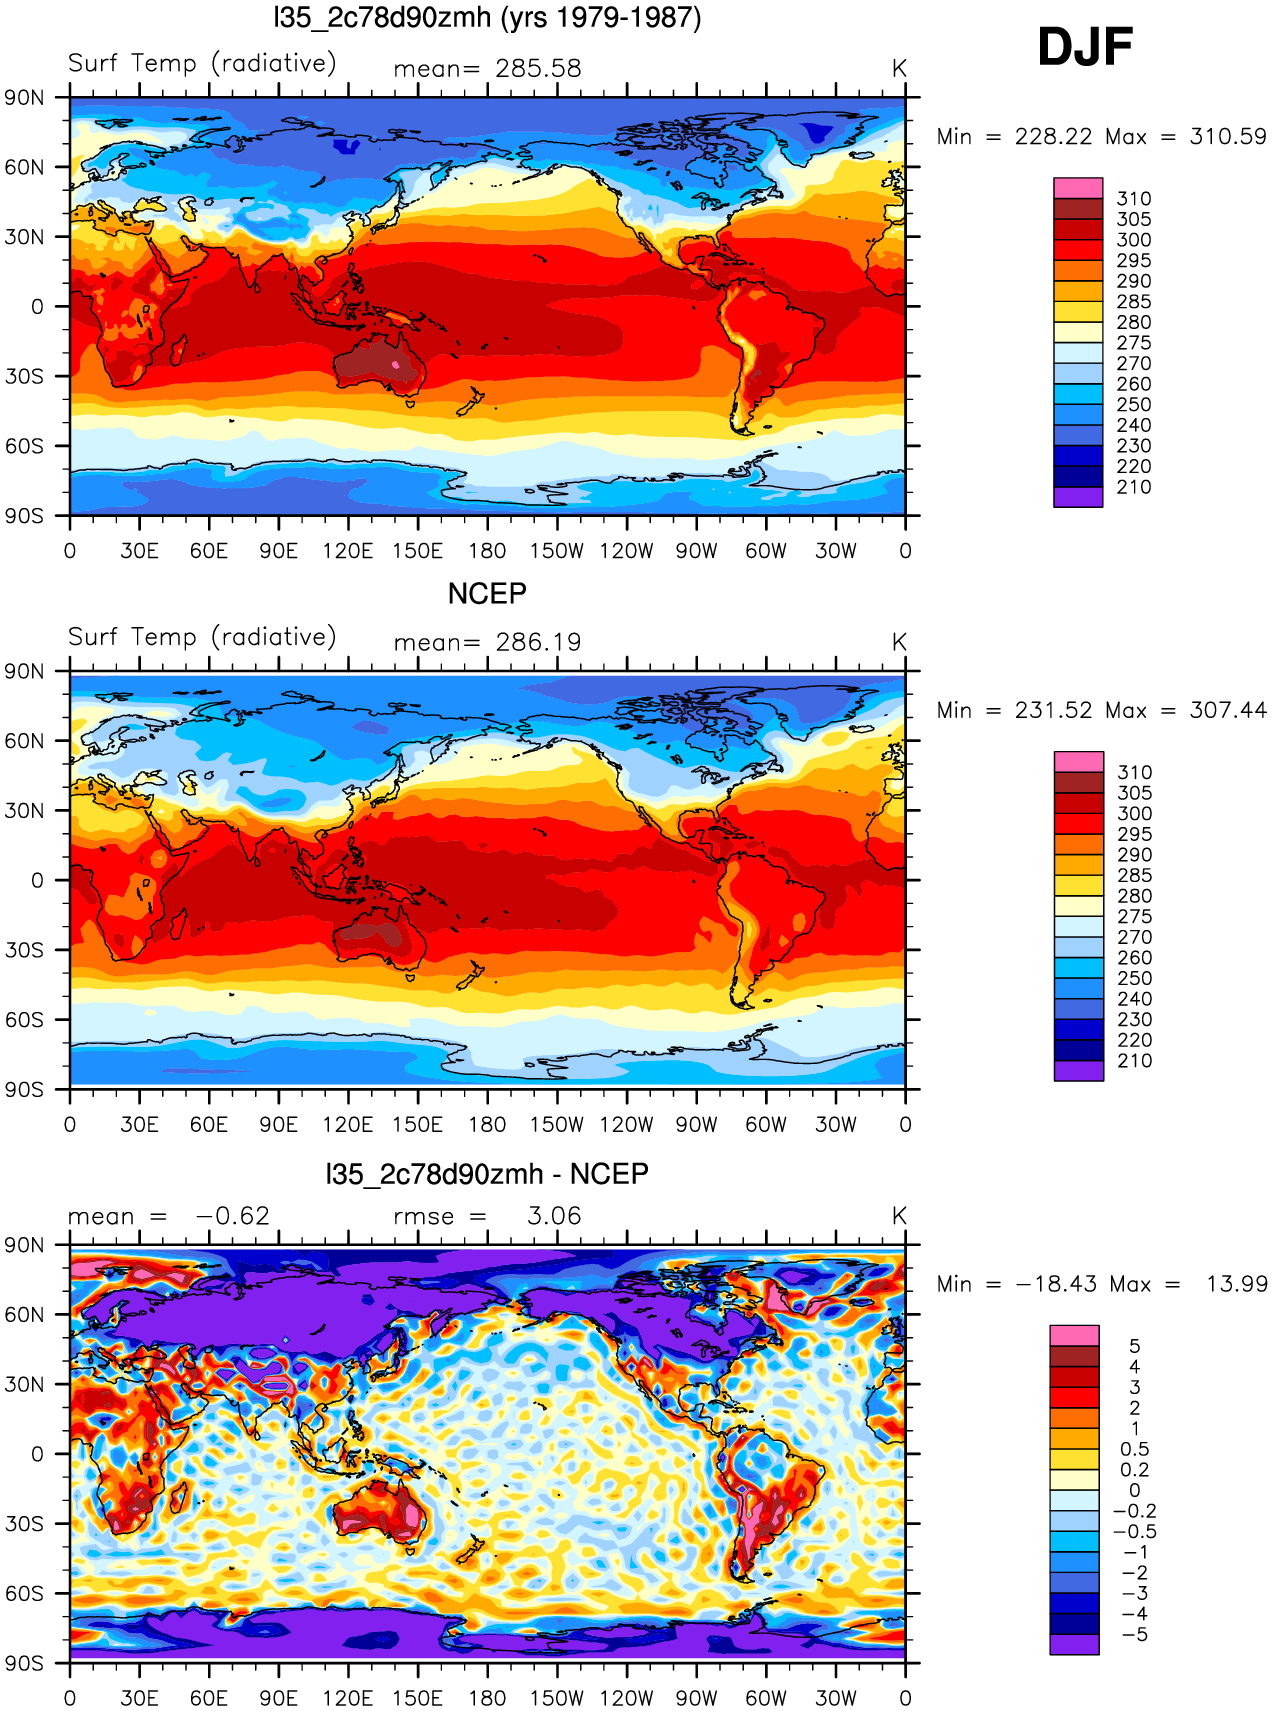 l35_2c78d90zmh (yrs 1979-1987)
DJF
Surf Temp (radiative) mean= 285.58 K
Min = 228.22 Max = 310.59
90N
60N
30N
0
30S
60S
90S
0 30E 60E 90E 120E 150E 180 150W 120W 90W 60W 30W 0
310
305
300
295
290
285
280
275
270
260
250
240
230
220
210
NCEP
Surf Temp (radiative) mean= 286.19 K
Min = 231.52 Max = 307.44
90N
60N
30N
0
30S
60S
90S
0 30E 60E 90E 120E 150E 180 150W 120W 90W 60W 30W 0
310
305
300
295
290
285
280
275
270
260
250
240
230
220
210
l35_2c78d90zmh - NCEP
mean = −0.62 rmse = 3.06 K
Min = −18.43 Max = 13.99
90N
60N
30N
0
30S
60S
90S
0 30E 60E 90E 120E 150E 180 150W 120W 90W 60W 30W 0
5
4
3
2
1
0.5
0.2
0
−0.2
−0.5
−1
−2
−3
−4
−5